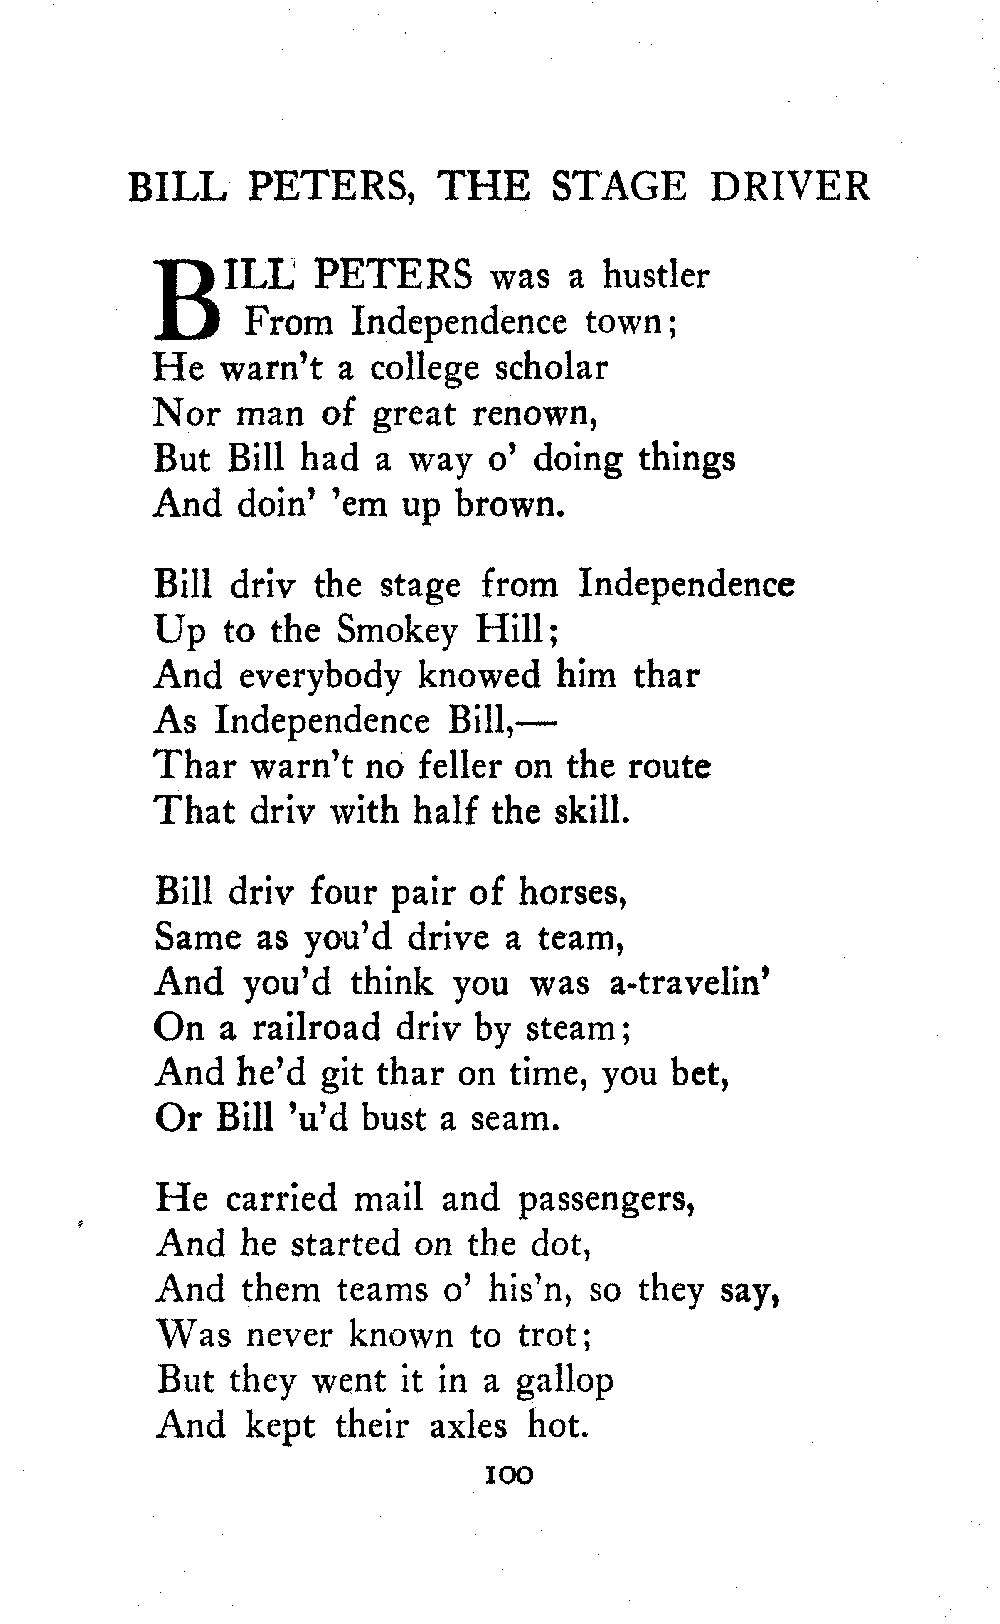 BILL PETERS, THE STAGE DRIVER
BILL PETERS was a hustler
From Independence town;
He warn't a college scholar
Nor man of great renown,
But Bill had a way o' doing things
And doin' 'em up brown.
Bill driv the stage from Independence
Up to the Smokey Hill;
And everybody knowed him thar
As Independence Bill,—
Thar warn't no feller on the route
That driv with half the skill.
Bill driv four pair of horses,
Same as you'd drive a team,
And you'd think you was a-travelin'
On a railroad driv by steam;
And he'd git thar on time, you bet,
Or Bill 'u'd bust a seam.
He carried mail and passengers,
And he started on the dot,
And them teams o' his'n, so they say,
Was never known to trot;
But they went it in a gallop
And kept their axles hot.
100